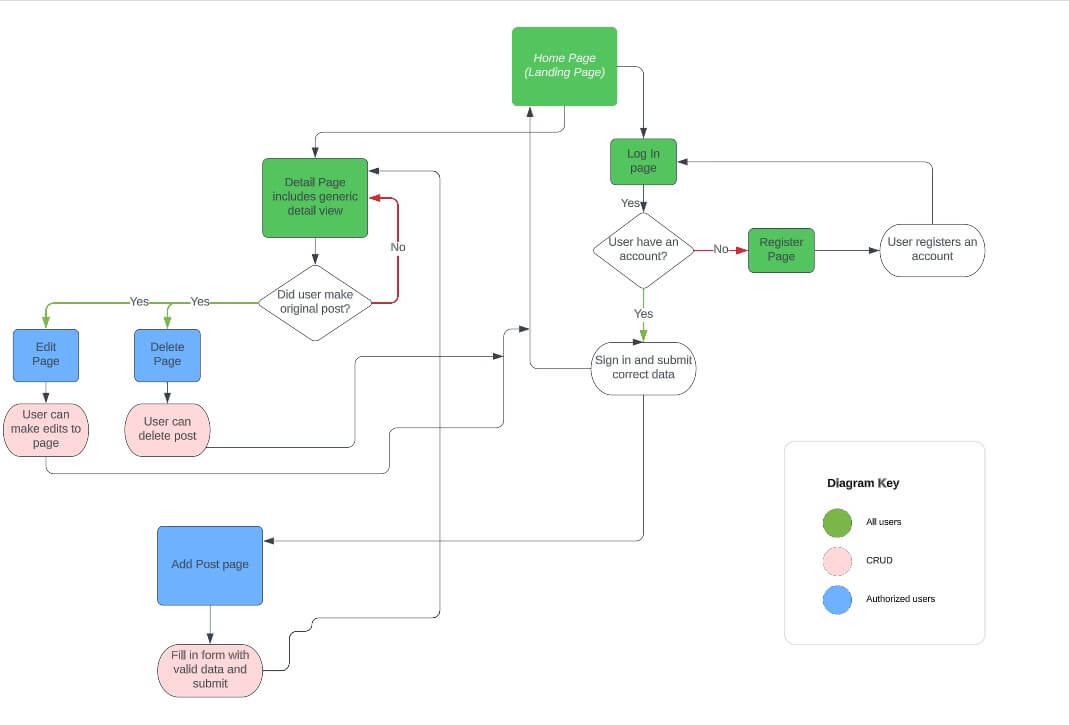 Home Page
(Landing Page)
Log In
page
Detail Page
includes generic
detail view
Yes
User have an
account?
No
Register
Page
User registers an
account
No
Did user make
original post?
Yes
Yes
Yes
Edit
Page
Delete
Page
Sign in and submit
correct data
User can
make edits to
page
User can
delete post
Diagram Key
All users
CRUD
Authorized users
Add Post page
Fill in form with
valid data and
submit